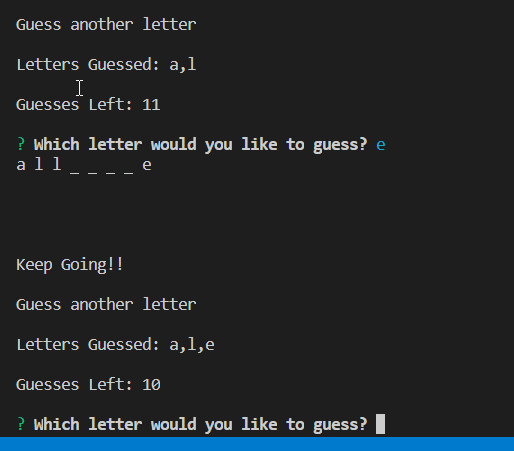 Guess another letter
Letters Guessed: a,l
Guesses Left: 11
? Which letter would you like to guess? e
a l l _ _ _ _ e
Keep Going!!
Guess another letter
Letters Guessed: a,l,e
Guesses Left: 10
? Which letter would you like to guess?